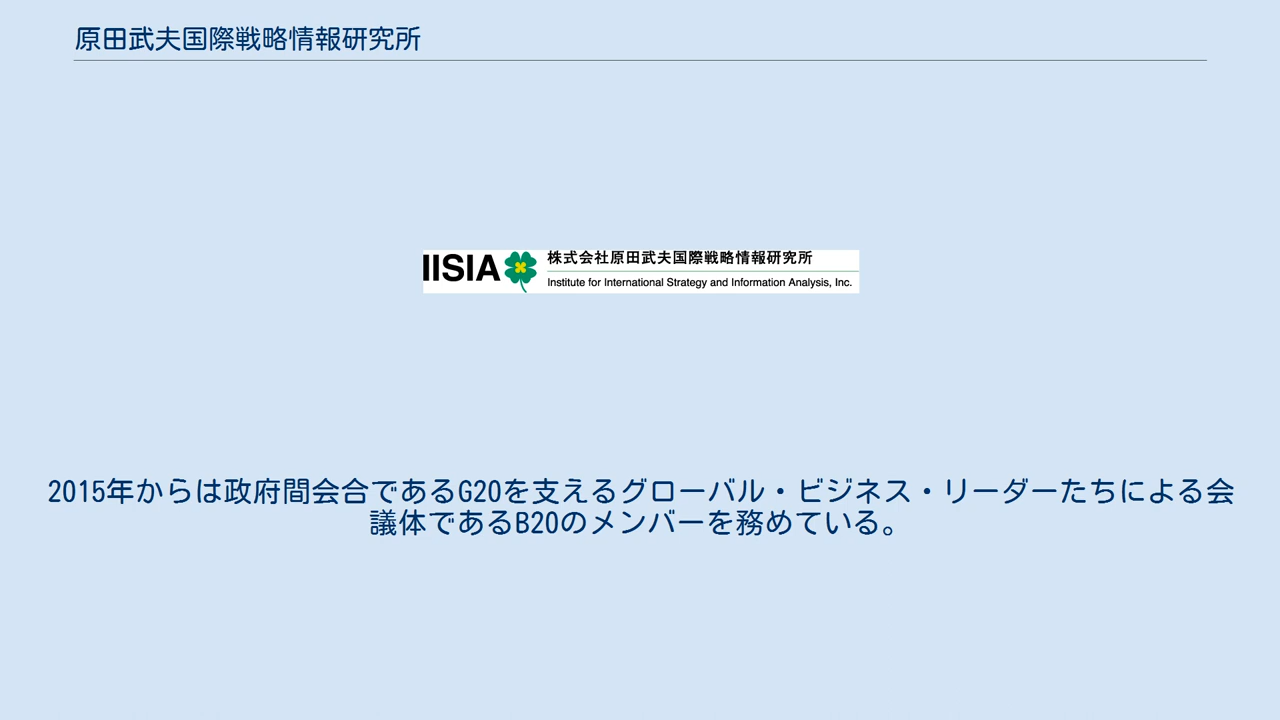 原田武夫国際戦略情報研究所
IISIA
株式会社原田武夫国際戦略情報研究所
Institute for International Strategy and Information Analysis, Inc.
2015年からは政府間会合であるG20を支えるグローバル・ビジネス・リーダーたちによる会
議体であるB20のメンバーを務めている。